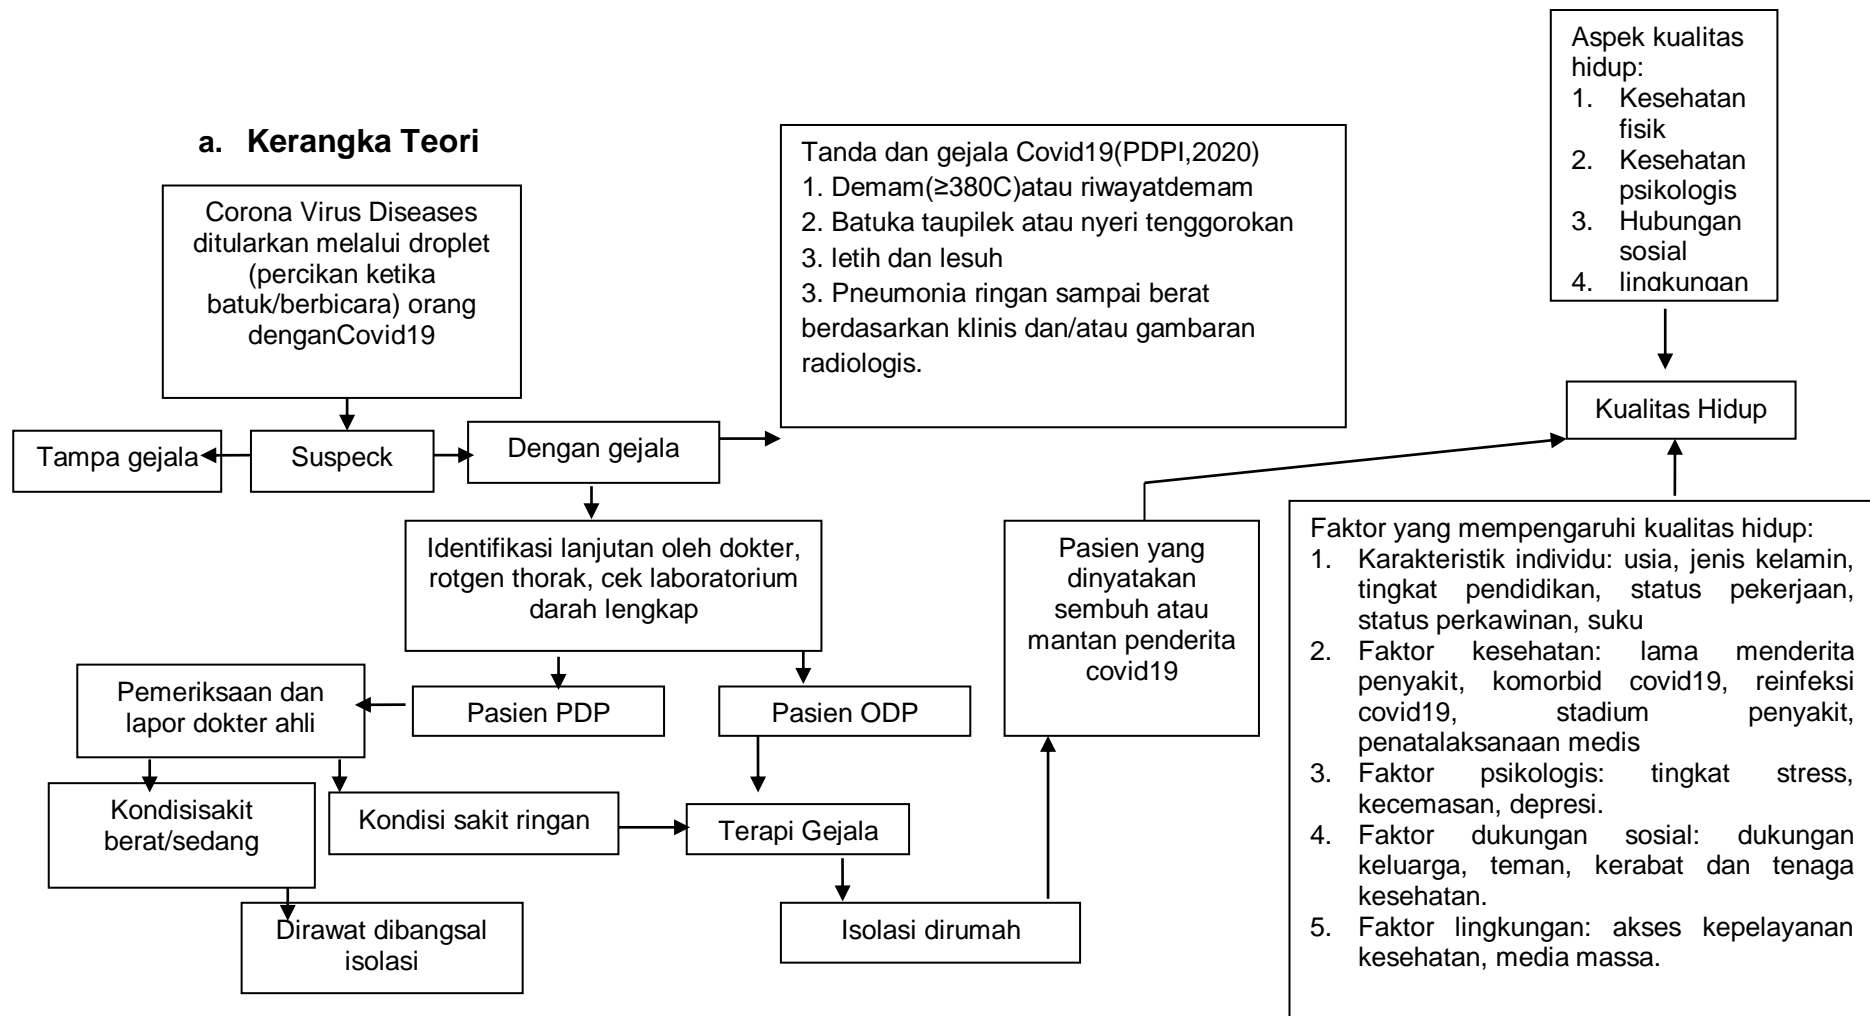 a. Kerangka Teori
Corona Virus Diseases
ditularkan melalui droplet
(percikan ketika
batuk/berbicara) orang
denganCovid19
Tanda dan gejala Covid19(PDPI,2020)
1. Demam(≥380C)atau riwayatdemam
2. Batuka taupilek atau nyeri tenggorokan
3. letih dan lesuh
3. Pneumonia ringan sampai berat
berdasarkan klinis dan/atau gambaran
radiologis.
Aspek kualitas
hidup:
1. Kesehatan
fisik
2. Kesehatan
psikologis
3. Hubungan
sosial
4. lingkungan
Kualitas Hidup
Tampa gejala
Suspeck
Dengan gejala
Identifikasi lanjutan oleh dokter,
rotgen thorak, cek laboratorium
darah lengkap
Pasien yang
dinyatakan
sembuh atau
mantan penderita
covid19
Faktor yang mempengaruhi kualitas hidup:
1. Karakteristik individu: usia, jenis kelamin,
tingkat pendidikan, status pekerjaan,
status perkawinan, suku
2. Faktor kesehatan: lama menderita
penyakit, komorbid covid19, reinfeksi
covid19, stadium penyakit,
penatalaksanaan medis
3. Faktor psikologis: tingkat stress,
kecemasan, depresi.
4. Faktor dukungan sosial: dukungan
keluarga, teman, kerabat dan tenaga
kesehatan.
5. Faktor lingkungan: akses kepelayanan
kesehatan, media massa.
Pemeriksaan dan
lapor dokter ahli
Pasien PDP
Pasien ODP
Kondisisakit
berat/sedang
Kondisi sakit ringan
Terapi Gejala
Dirawat dibangsal
isolasi
Isolasi dirumah